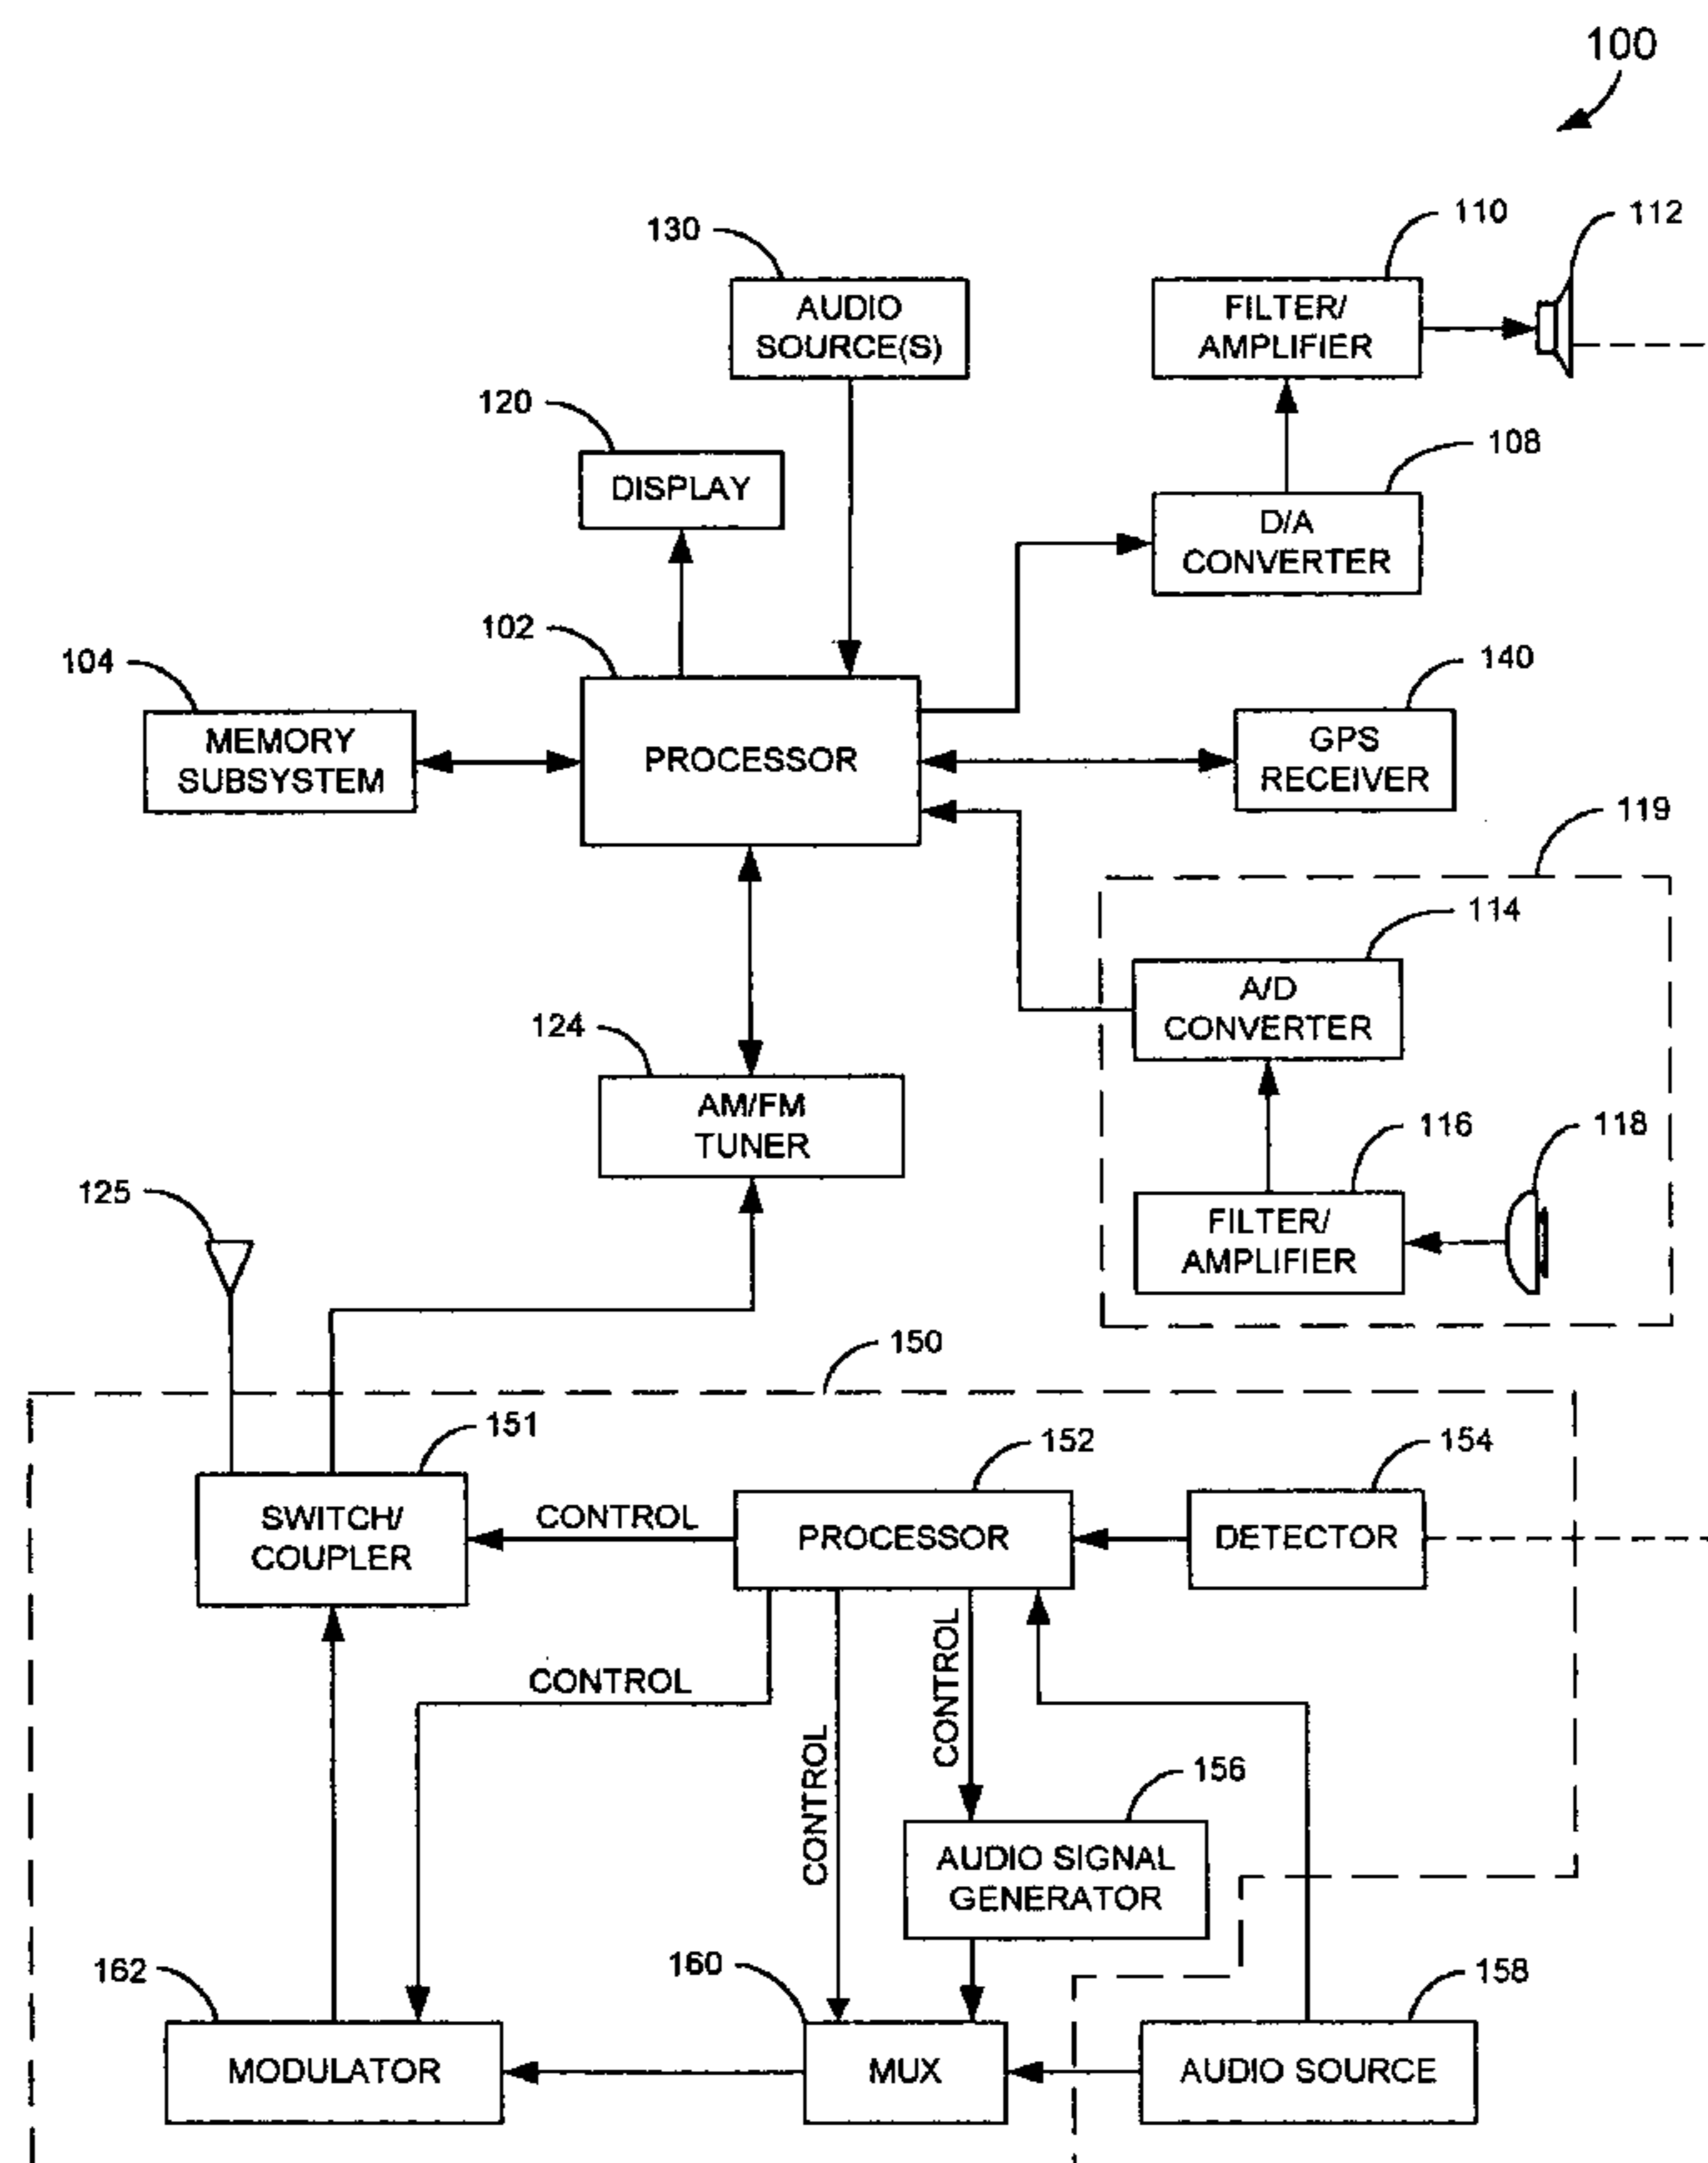 100
110
112
130
FILTER/
AMPLIFIER
AUDIO
SOURCE(S)
120
108
DISPLAY
D/A
CONVERTER
102
104
140
MEMORY
SUBSYSTEM
PROCESSOR
GPS
RECEIVER
119
114
A/D
CONVERTER
124
AM/FM
TUNER
116
118
125
FILTER/
AMPLIFIER
150
151
152
154
SWITCH/
COUPLER
CONTROL
PROCESSOR
DETECTOR
CONTROL
CONTROL
CONTROL
156
AUDIO SIGNAL
GENERATOR
162
160
158
MODULATOR
MUX
AUDIO SOURCE